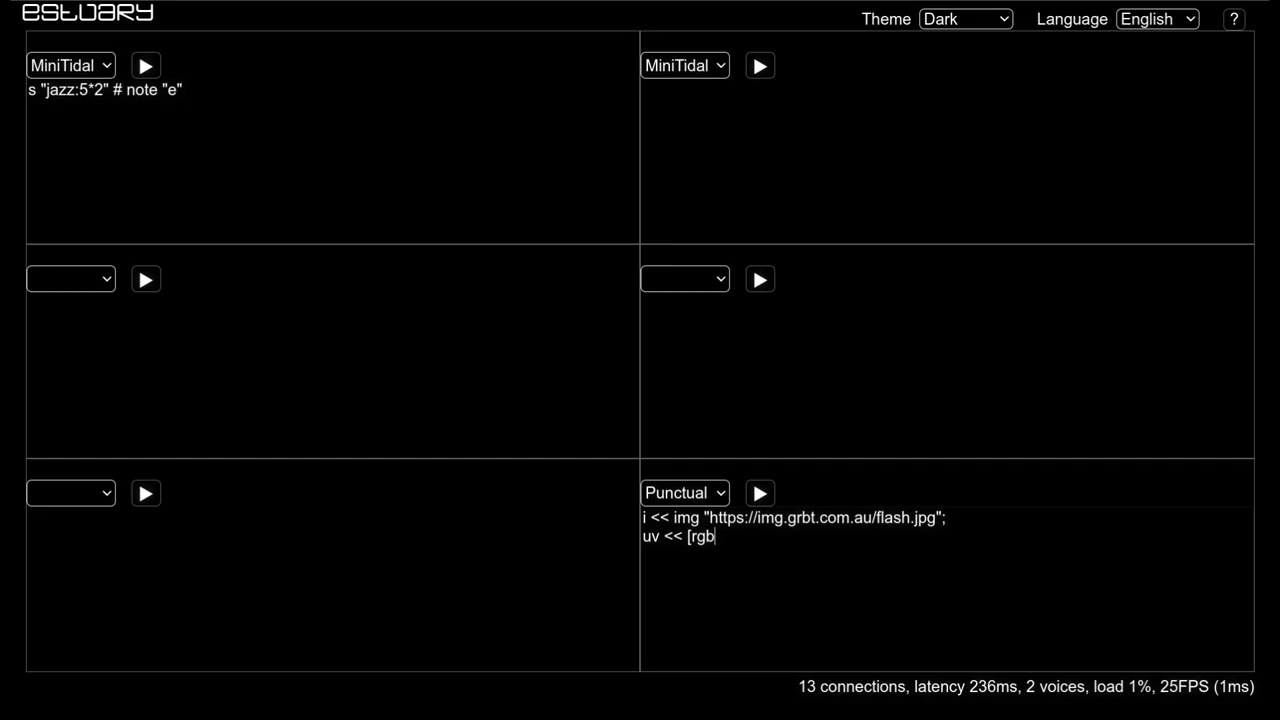 estuary
Theme Dark Language English ?
MiniTidal
s "jazz:5*2" # note "e"
MiniTidal
Punctual
i << img "https://img.grbt.com.au/flash.jpg";
uv << [rgb
13 connections, latency 236ms, 2 voices, load 1%, 25FPS (1ms)